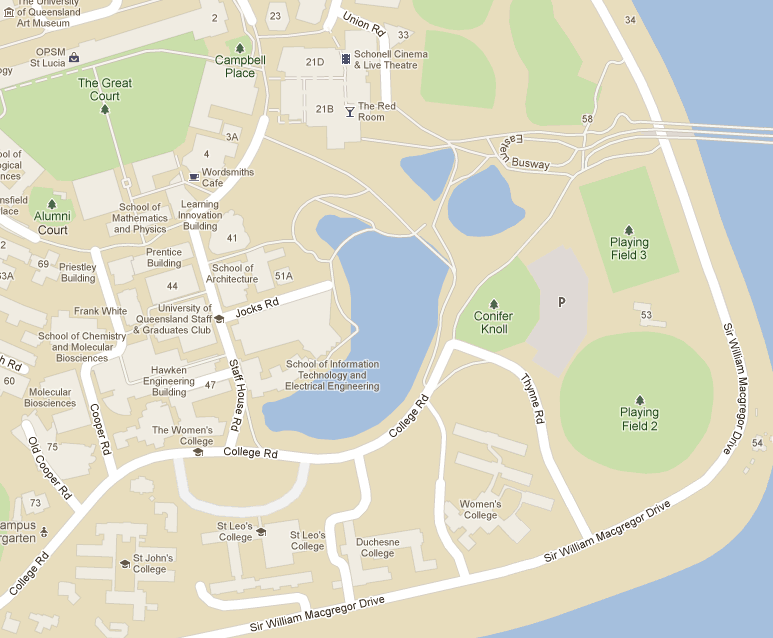 The University
of Queensland
Art Museum
2
23
Union Rd
33
34
OPSM
St Lucia
Campbell
Place
21D
Schonell Cinema
& Live Theatre
The Great
Court
21B
The Red
Room
58
3A
Eastern Busway
4
Wordsmiths
Cafe
Alumni
Court
School of
Mathematics
and Physics
Learning
Innovation
Building
41
Playing
Field 3
69
Priestley
Building
Prentice
Building
School of
Architecture
51A
44
P
63A
Frank White
University of
Queensland Staff
& Graduates Club
Jocks Rd
Conifer
Knoll
53
School of Chemistry
and Molecular
Biosciences
Sir William Macgregor Drive
60
Hawken
Engineering
Building
47
School of Information
Technology and
Electrical Engineering
Staff House Rd
Thynne Rd
Molecular
Biosciences
Cooper Rd
College Rd
Playing
Field 2
The Women's
College
75
Old Cooper Rd
College Rd
54
73
Women's
College
St Leo's
College
St Leo's
College
Duchesne
College
Sir William Macgregor Drive
St John's
College
College Rd
Sir William Macgregor Drive